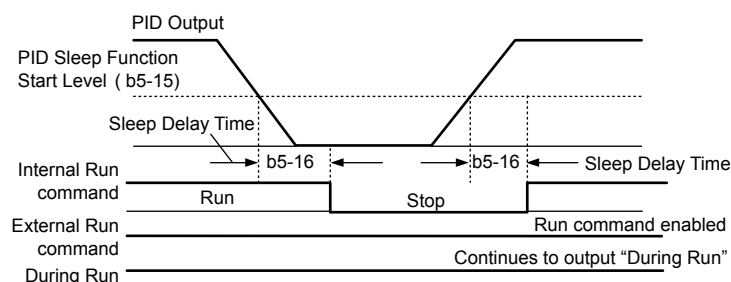 PID Output
PID Sleep Function
Start Level ( b5-15)
Sleep Delay Time
b5-16
b5-16
Sleep Delay Time
Internal Run
command
Run
Stop
External Run
command
Run command enabled
Continues to output “During Run”
During Run